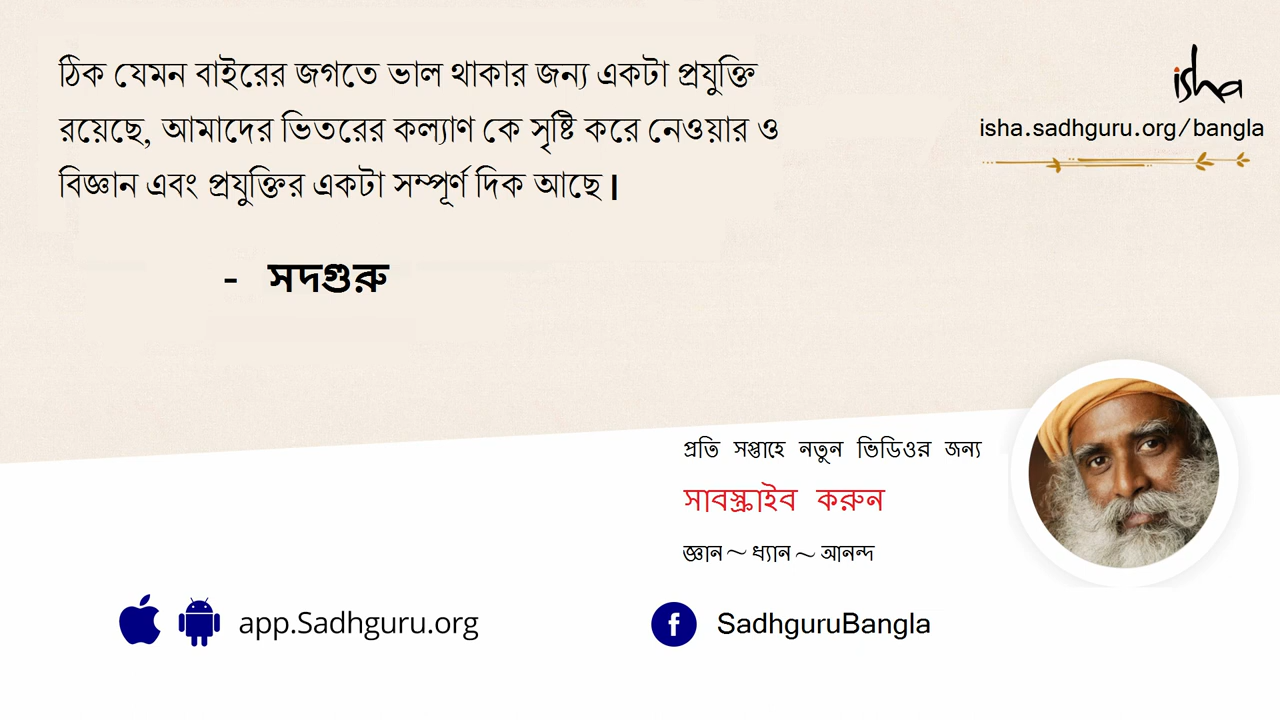 ঠিক যেমন বাইরের জগতে ভাল থাকার জন্য একটা প্রযুক্তি
রয়েছে, আমাদের ভিতরের কল্যাণ কে সৃষ্টি করে নেওয়ার ও
বিজ্ঞান এবং প্রযুক্তির একটা সম্পূর্ণ দিক আছে।
- সদগুরু
isha
isha.sadhguru.org/bangla
প্রতি সপ্তাহে নতুন ভিডিওর জন্য
সাবস্ক্রাইব করুন
জ্ঞান ~ ধ্যান ~ আনন্দ
app.Sadhguru.org
f SadhguruBangla